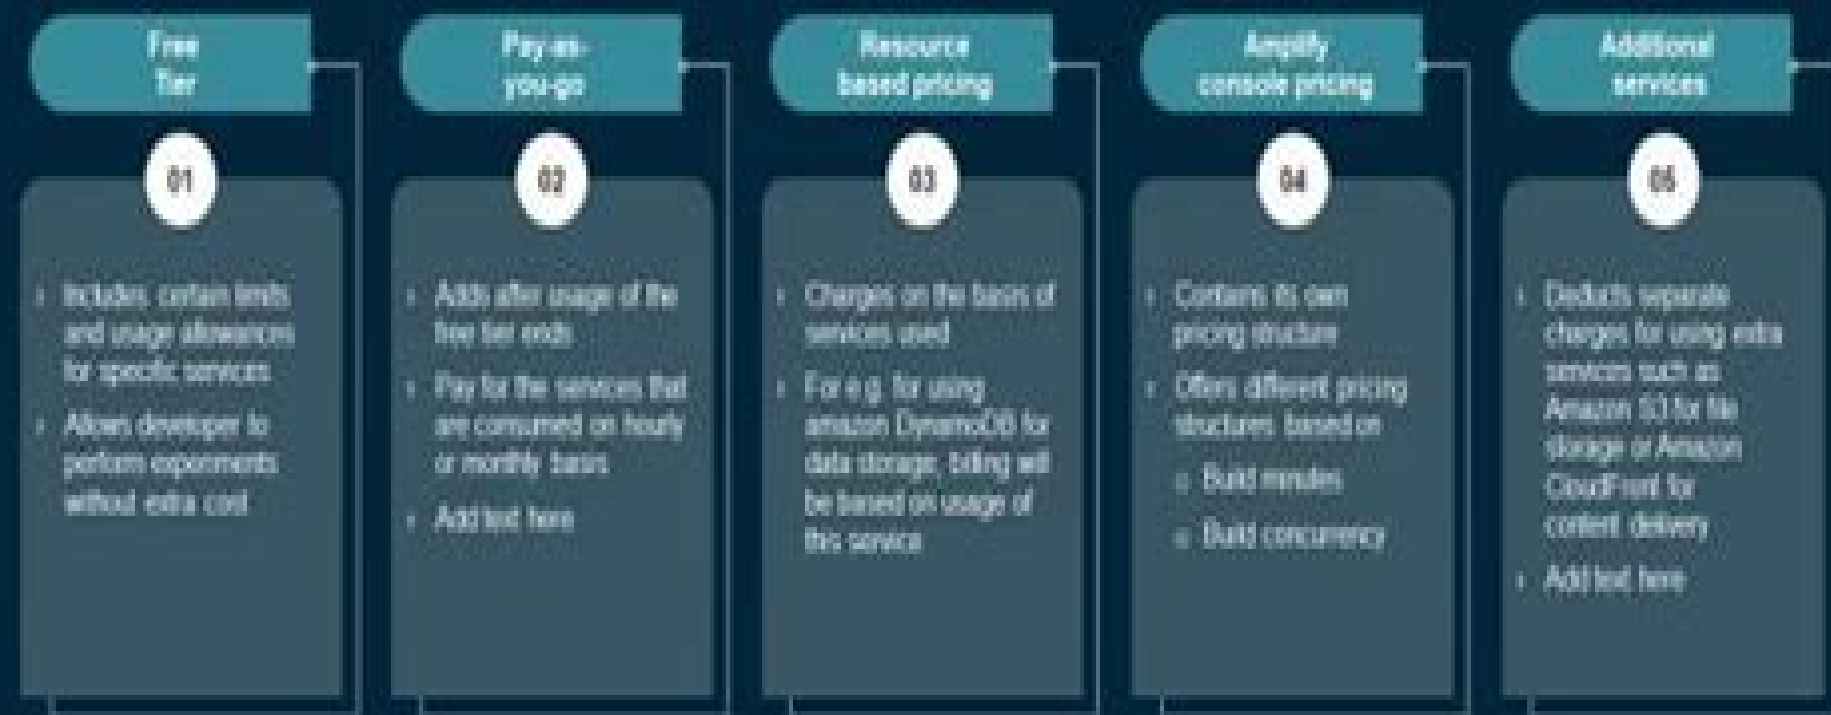 Free
Tier
01
Includes certain limits
and usage allowances
for specific services
Allows developer to
perform experiments
without extra cost
Pay-as-
you-go
02
Adds after usage of the
free tier ends
Pay for the services that
are consumed on hourly
or monthly basis
Add text here
Resource
based pricing
03
Charges on the basis of
services used
For e.g. for using
amazon DynamoDB for
data storage, billing will
be based on usage of
this service
Amplify
console pricing
04
Contains its own
pricing structure
Offers different pricing
structures based on
Build minutes
Build concurrency
Additional
services
05
Deducts separate
charges for using extra
services such as
Amazon S3 for file
storage or Amazon
CloudFront for
content delivery
Add text here